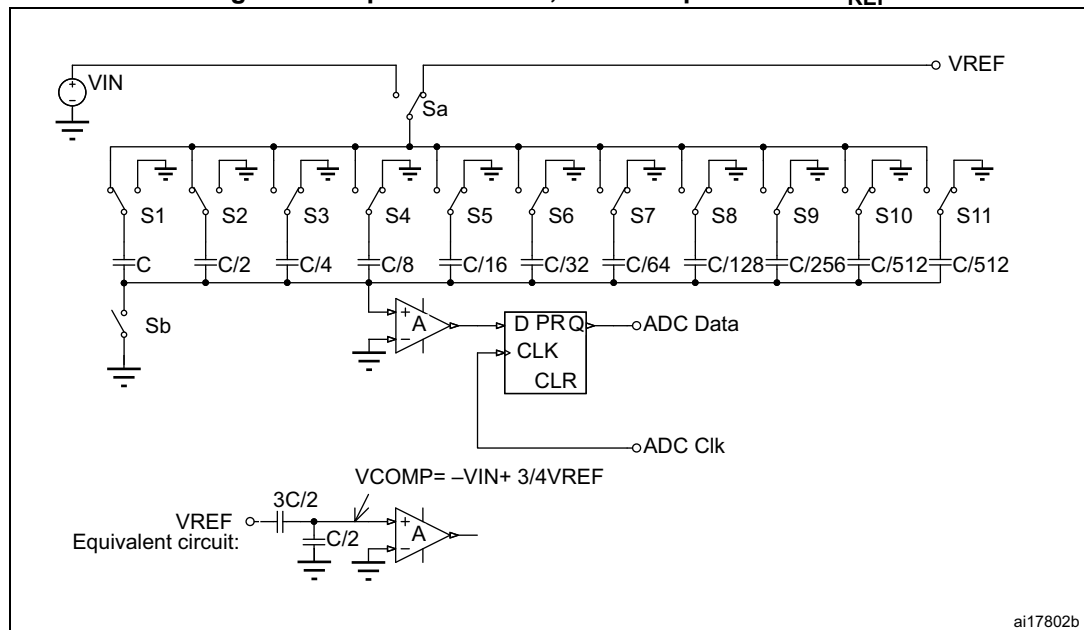 VIN
VREF
Sa
S1 S2 S3 S4 S5 S6 S7 S8 S9 S10 S11
C C/2 C/4 C/8 C/16 C/32 C/64 C/128 C/256 C/512 C/512
Sb
+
A
–
D PR Q
CLK
CLR
ADC Data
ADC Clk
VCOMP= –VIN+ 3/4VREF
3C/2
VREF
+
A
–
Equivalent circuit:
C/2
ai17802b